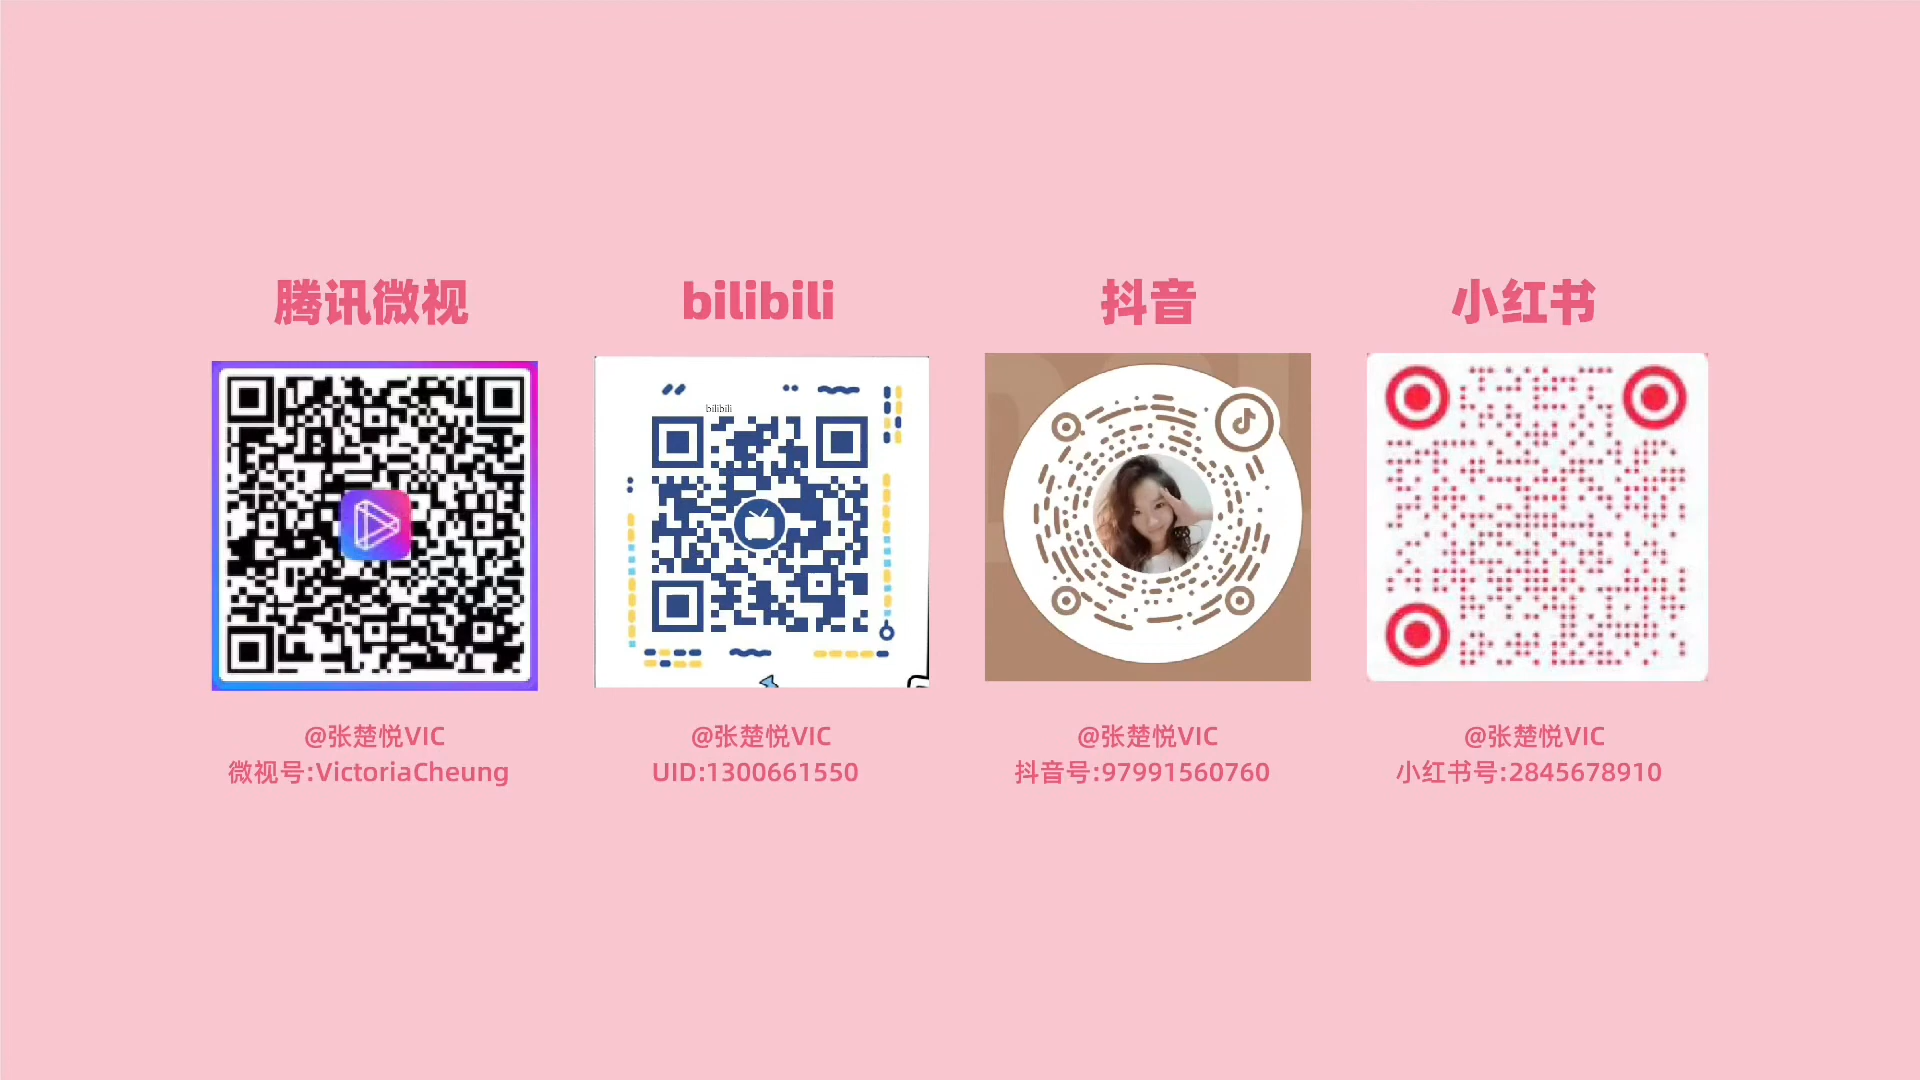 腾讯微视
bilibili
抖音
小红书
bilibili
@张楚悦VIC
微视号:VictoriaCheung
@张楚悦VIC
UID:1300661550
@张楚悦VIC
抖音号:97991560760
@张楚悦VIC
小红书号:2845678910